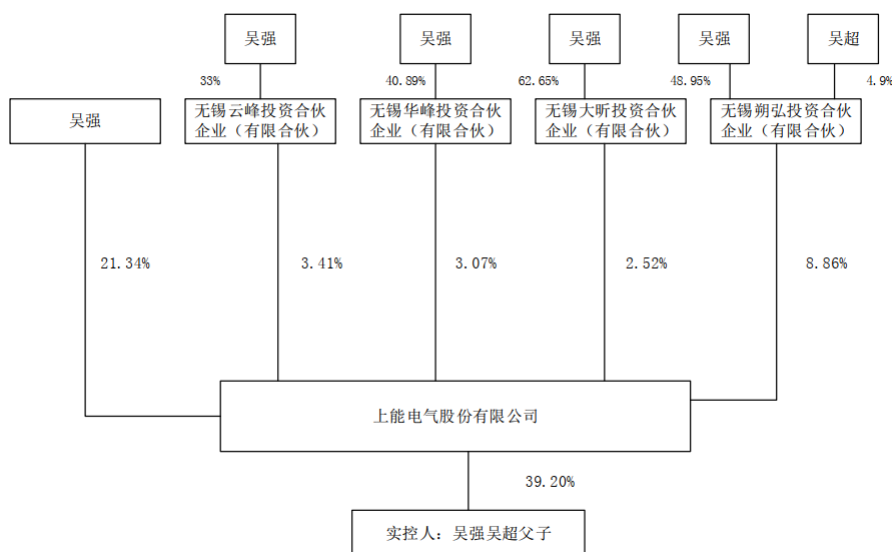 吴强
吴强
吴强
吴强
吴超
33%
40.89%
62.65%
48.95%
4.9%
吴强
无锡云峰投资合伙
企业（有限合伙）
无锡华峰投资合伙
企业（有限合伙）
无锡大昕投资合伙
企业（有限合伙）
无锡朔弘投资合伙
企业（有限合伙）
21.34%
3.41%
3.07%
2.52%
8.86%
上能电气股份有限公司
39.20%
实控人：吴强吴超父子